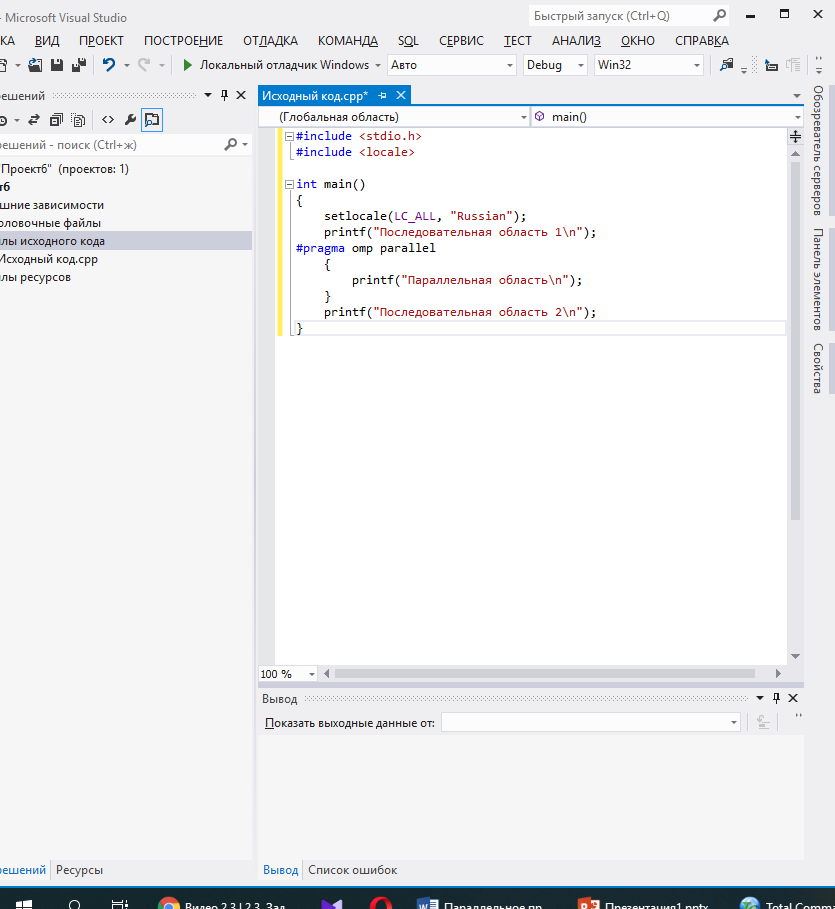 - Microsoft Visual Studio
Быстрый запуск (Ctrl+Q)
КА ВИД ПРОЕКТ ПОСТРОЕНИЕ ОТЛАДКА КОМАНДА SQL СЕРВИС ТЕСТ АНАЛИЗ ОКНО СПРАВКА
Локальный отладчик Windows Авто Debug Win32
ешений
ешений - поиск (Ctrl+ж)
"Проект6" (проектов: 1)
т6
шние зависимости
оловочные файлы
лы исходного кода
Исходный код.cpp
лы ресурсов
ешений Ресурсы
Исходный код.cpp*
(Глобальная область) main()
#include <stdio.h>
#include <locale>
int main()
{
setlocale(LC_ALL, "Russian");
printf("Последовательная область 1\n");
#pragma omp parallel
{
printf("Параллельная область\n");
}
printf("Последовательная область 2\n");
}
100 %
Вывод
Показать выходные данные от:
Вывод Список ошибок
Обозреватель серверов
Панель элементов
Свойства
Видео 2.3 | 2.3. Зад Параллельное пр Презентация1.pptx Total Comma